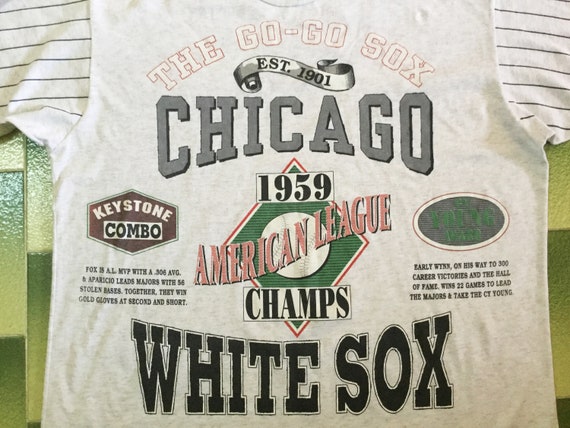 THE GO-GO SOX
EST. 1901
CHICAGO
1959
AMERICAN LEAGUE
CHAMPS
KEYSTONE
COMBO
FOX IS A.L. MVP WITH A .306 AVG.
& APARICIO LEADS MAJORS WITH 56
STOLEN BASES. TOGETHER, THEY WIN
GOLD GLOVES AT SECOND AND SHORT.
EARLY WYNN, ON HIS WAY TO 300
CAREER VICTORIES AND THE HALL
OF FAME. WINS 22 GAMES TO LEAD
THE MAJORS & TAKE THE CY YOUNG.
WHITE SOX